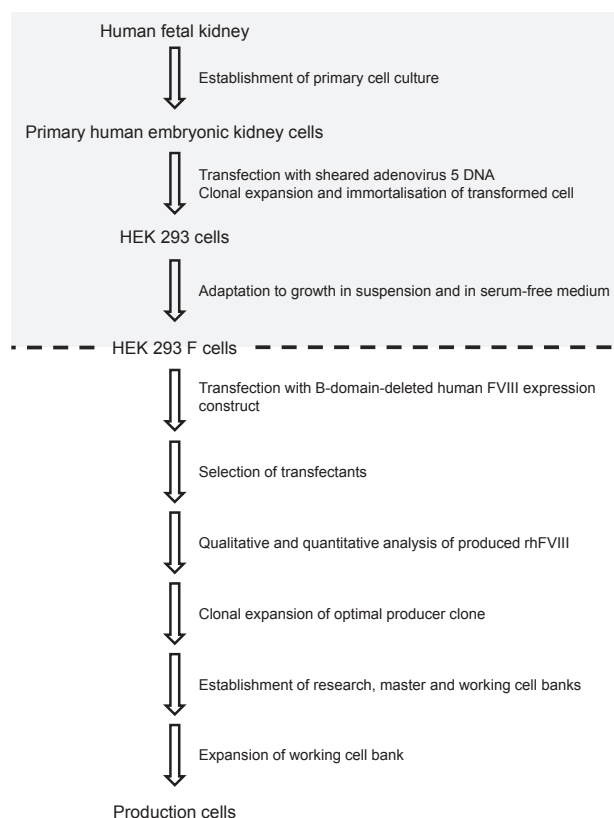 Human fetal kidney
Establishment of primary cell culture
Primary human embryonic kidney cells
Transfection with sheared adenovirus 5 DNA
Clonal expansion and immortalisation of transformed cell
HEK 293 cells
Adaptation to growth in suspension and in serum-free medium
HEK 293 F cells
Transfection with B-domain-deleted human FVIII expression
construct
Selection of transfectants
Qualitative and quantitative analysis of produced rhFVIII
Clonal expansion of optimal producer clone
Establishment of research, master and working cell banks
Expansion of working cell bank
Production cells